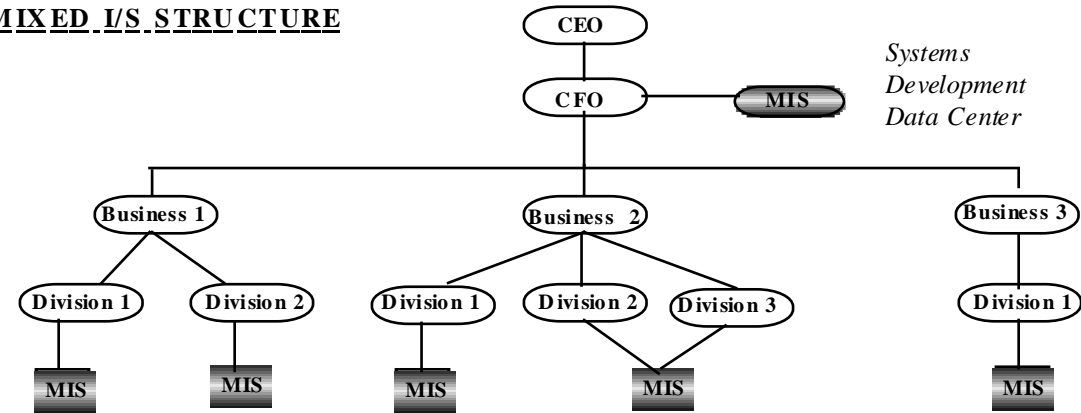 MIXED I/S STRUCTURE
CEO
Systems
Development
Data Center
CFO
MIS
Business 1
Business 2
Business 3
Division 1
Division 2
Division 1
Division 2
Division 3
Division 1
MIS
MIS
MIS
MIS
MIS